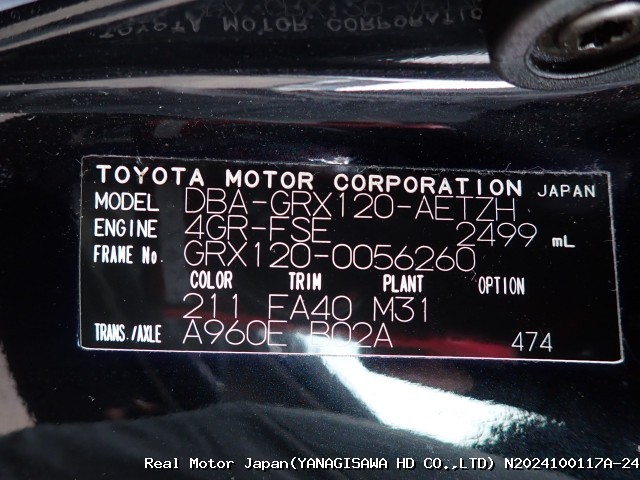 TOYOTA MOTOR CORPORATION JAPAN
MODEL DBA-GRX120-AETZH
ENGINE 4GR-FSE 2499 mL
FRAME No. GRX120-0056260
COLOR TRIM PLANT OPTION
211 FA40 M31
TRANS./AXLE A960E B02A 474
Real Motor Japan(YANAGISAWA HD CO.,LTD) N2024100117A-24